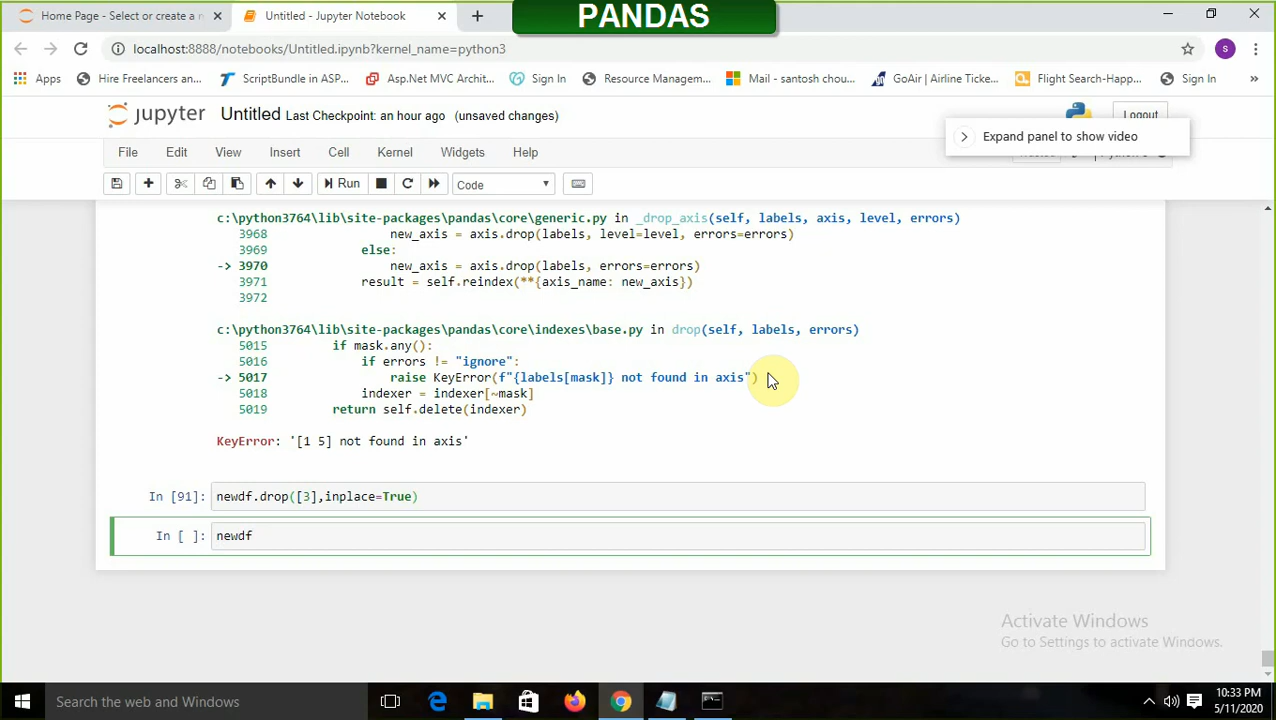 PANDAS
Home Page - Select or create a n
Untitled - Jupyter Notebook
localhost:8888/notebooks/Untitled.ipynb?kernel_name=python3
S
Apps
Hire Freelancers an...
ScriptBundle in ASP...
Asp.Net MVC Architect...
Sign In
Resource Managem...
Mail - santosh chou...
GoAir | Airline Ticke...
Flight Search-Happ...
Sign In
»
jupyter Untitled Last Checkpoint: an hour ago (unsaved changes)
Logout
Expand panel to show video
File Edit View Insert Cell Kernel Widgets Help
Run
Code
c:\python3764\lib\site-packages\pandas\core\generic.py in _drop_axis(self, labels, axis, level, errors)
3968 new_axis = axis.drop(labels, level=level, errors=errors)
3969 else:
-> 3970 new_axis = axis.drop(labels, errors=errors)
3971 result = self.reindex(**{axis_name: new_axis})
3972
c:\python3764\lib\site-packages\pandas\core\indexes\base.py in drop(self, labels, errors)
5015 if mask.any():
5016 if errors != "ignore":
-> 5017 raise KeyError(f"{labels[mask]} not found in axis")
5018 indexer = indexer[~mask]
5019 return self.delete(indexer)
KeyError: '[1 5] not found in axis'
In [91]: newdf.drop([3],inplace=True)
In [ ]: newdf
Activate Windows
Go to Settings to activate Windows.
Search the web and Windows
10:33 PM
5/11/2020